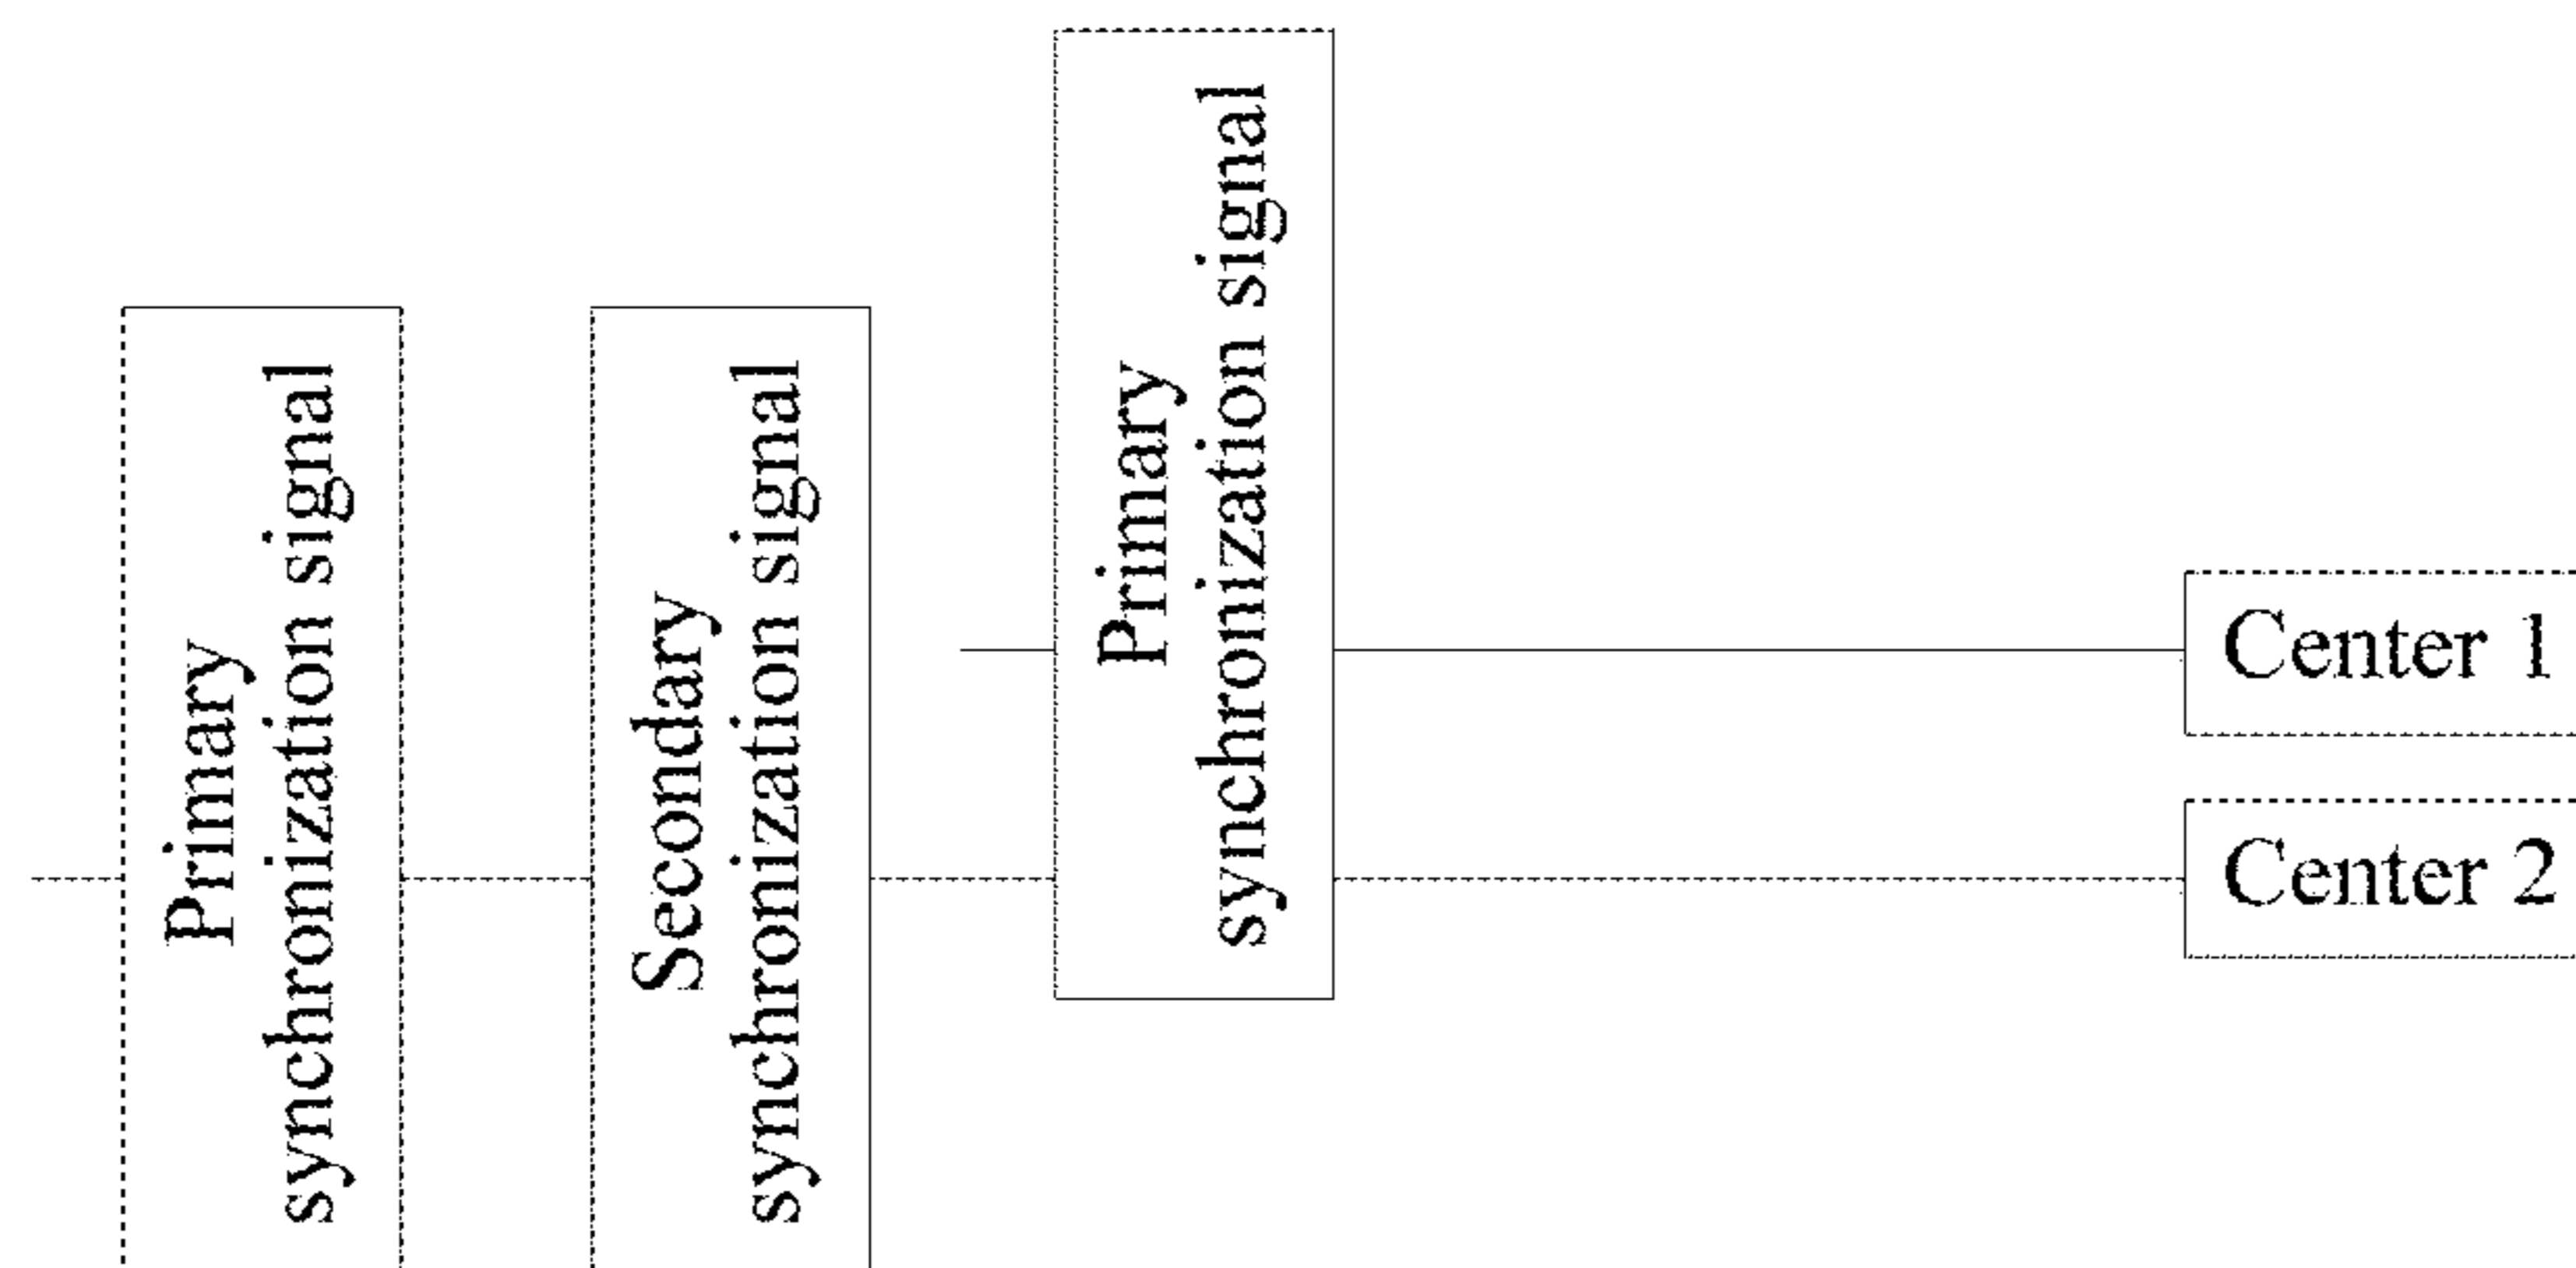 Primary
synchronization signal
Secondary
synchronization signal
Primary
synchronization signal
Center 1
Center 2